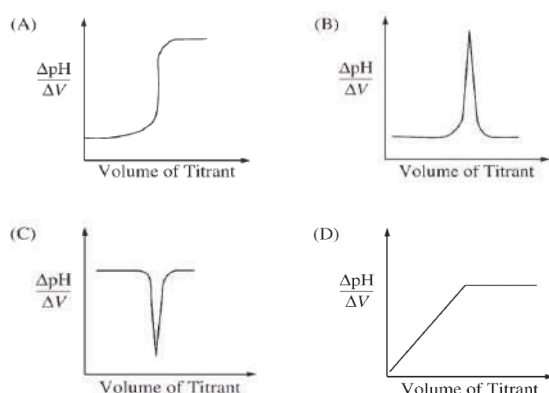 (A)
ΔpH
ΔV
Volume of Titrant
(B)
ΔpH
ΔV
Volume of Titrant
(C)
ΔpH
ΔV
Volume of Titrant
(D)
ΔpH
ΔV
Volume of Titrant